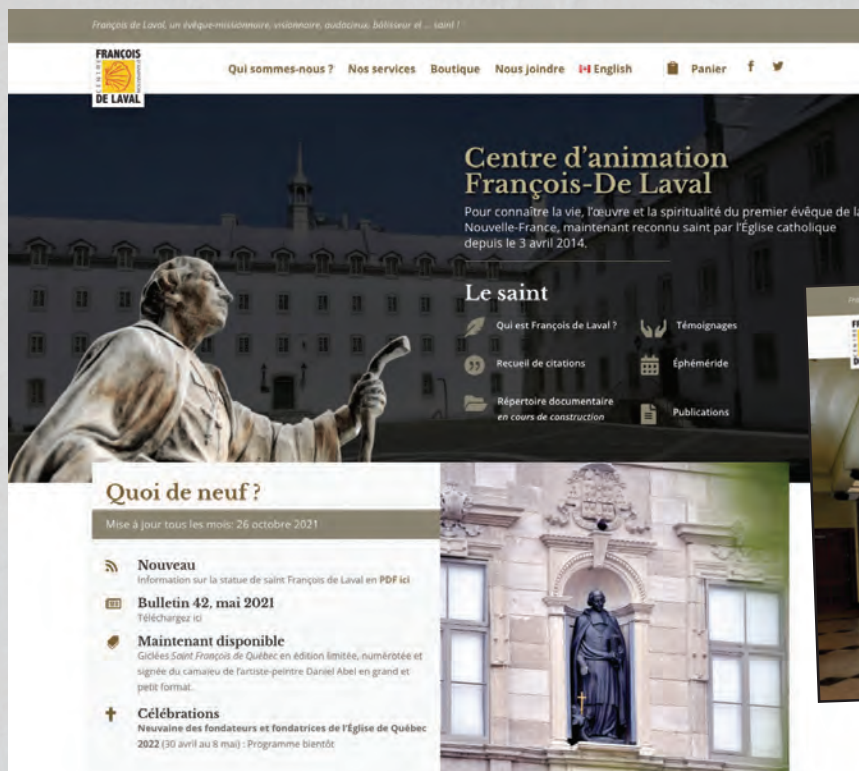 François de Laval, un évêque-missionnaire, visionnaire, audacieux, bâtisseur et ... saint !
FRANÇOIS
DE LAVAL
Qui sommes-nous ? Nos services Boutique Nous joindre English Panier
Centre d'animation
François-De Laval
Pour connaître la vie, l'œuvre et la spiritualité du premier évêque de la
Nouvelle-France, maintenant reconnu saint par l'Église catholique
depuis le 3 avril 2014.
Le saint
Qui est François de Laval ?
Témoignages
Recueil de citations
Éphéméride
Répertoire documentaire
en cours de construction
Publications
Quoi de neuf ?
Mise à jour tous les mois: 26 octobre 2021
Nouveau
Information sur la statue de saint François de Laval en PDF ici
Bulletin 42, mai 2021
Téléchargez ici
Maintenant disponible
Giclées Saint François de Québec en édition limitée, numérotée et
signée du camaïeu de l'artiste-peintre Daniel Abel en grand et
petit format.
Célébrations
Neuvaine des fondateurs et fondatrices de l'Église de Québec
2022 (30 avril au 8 mai) : Programme bientôt